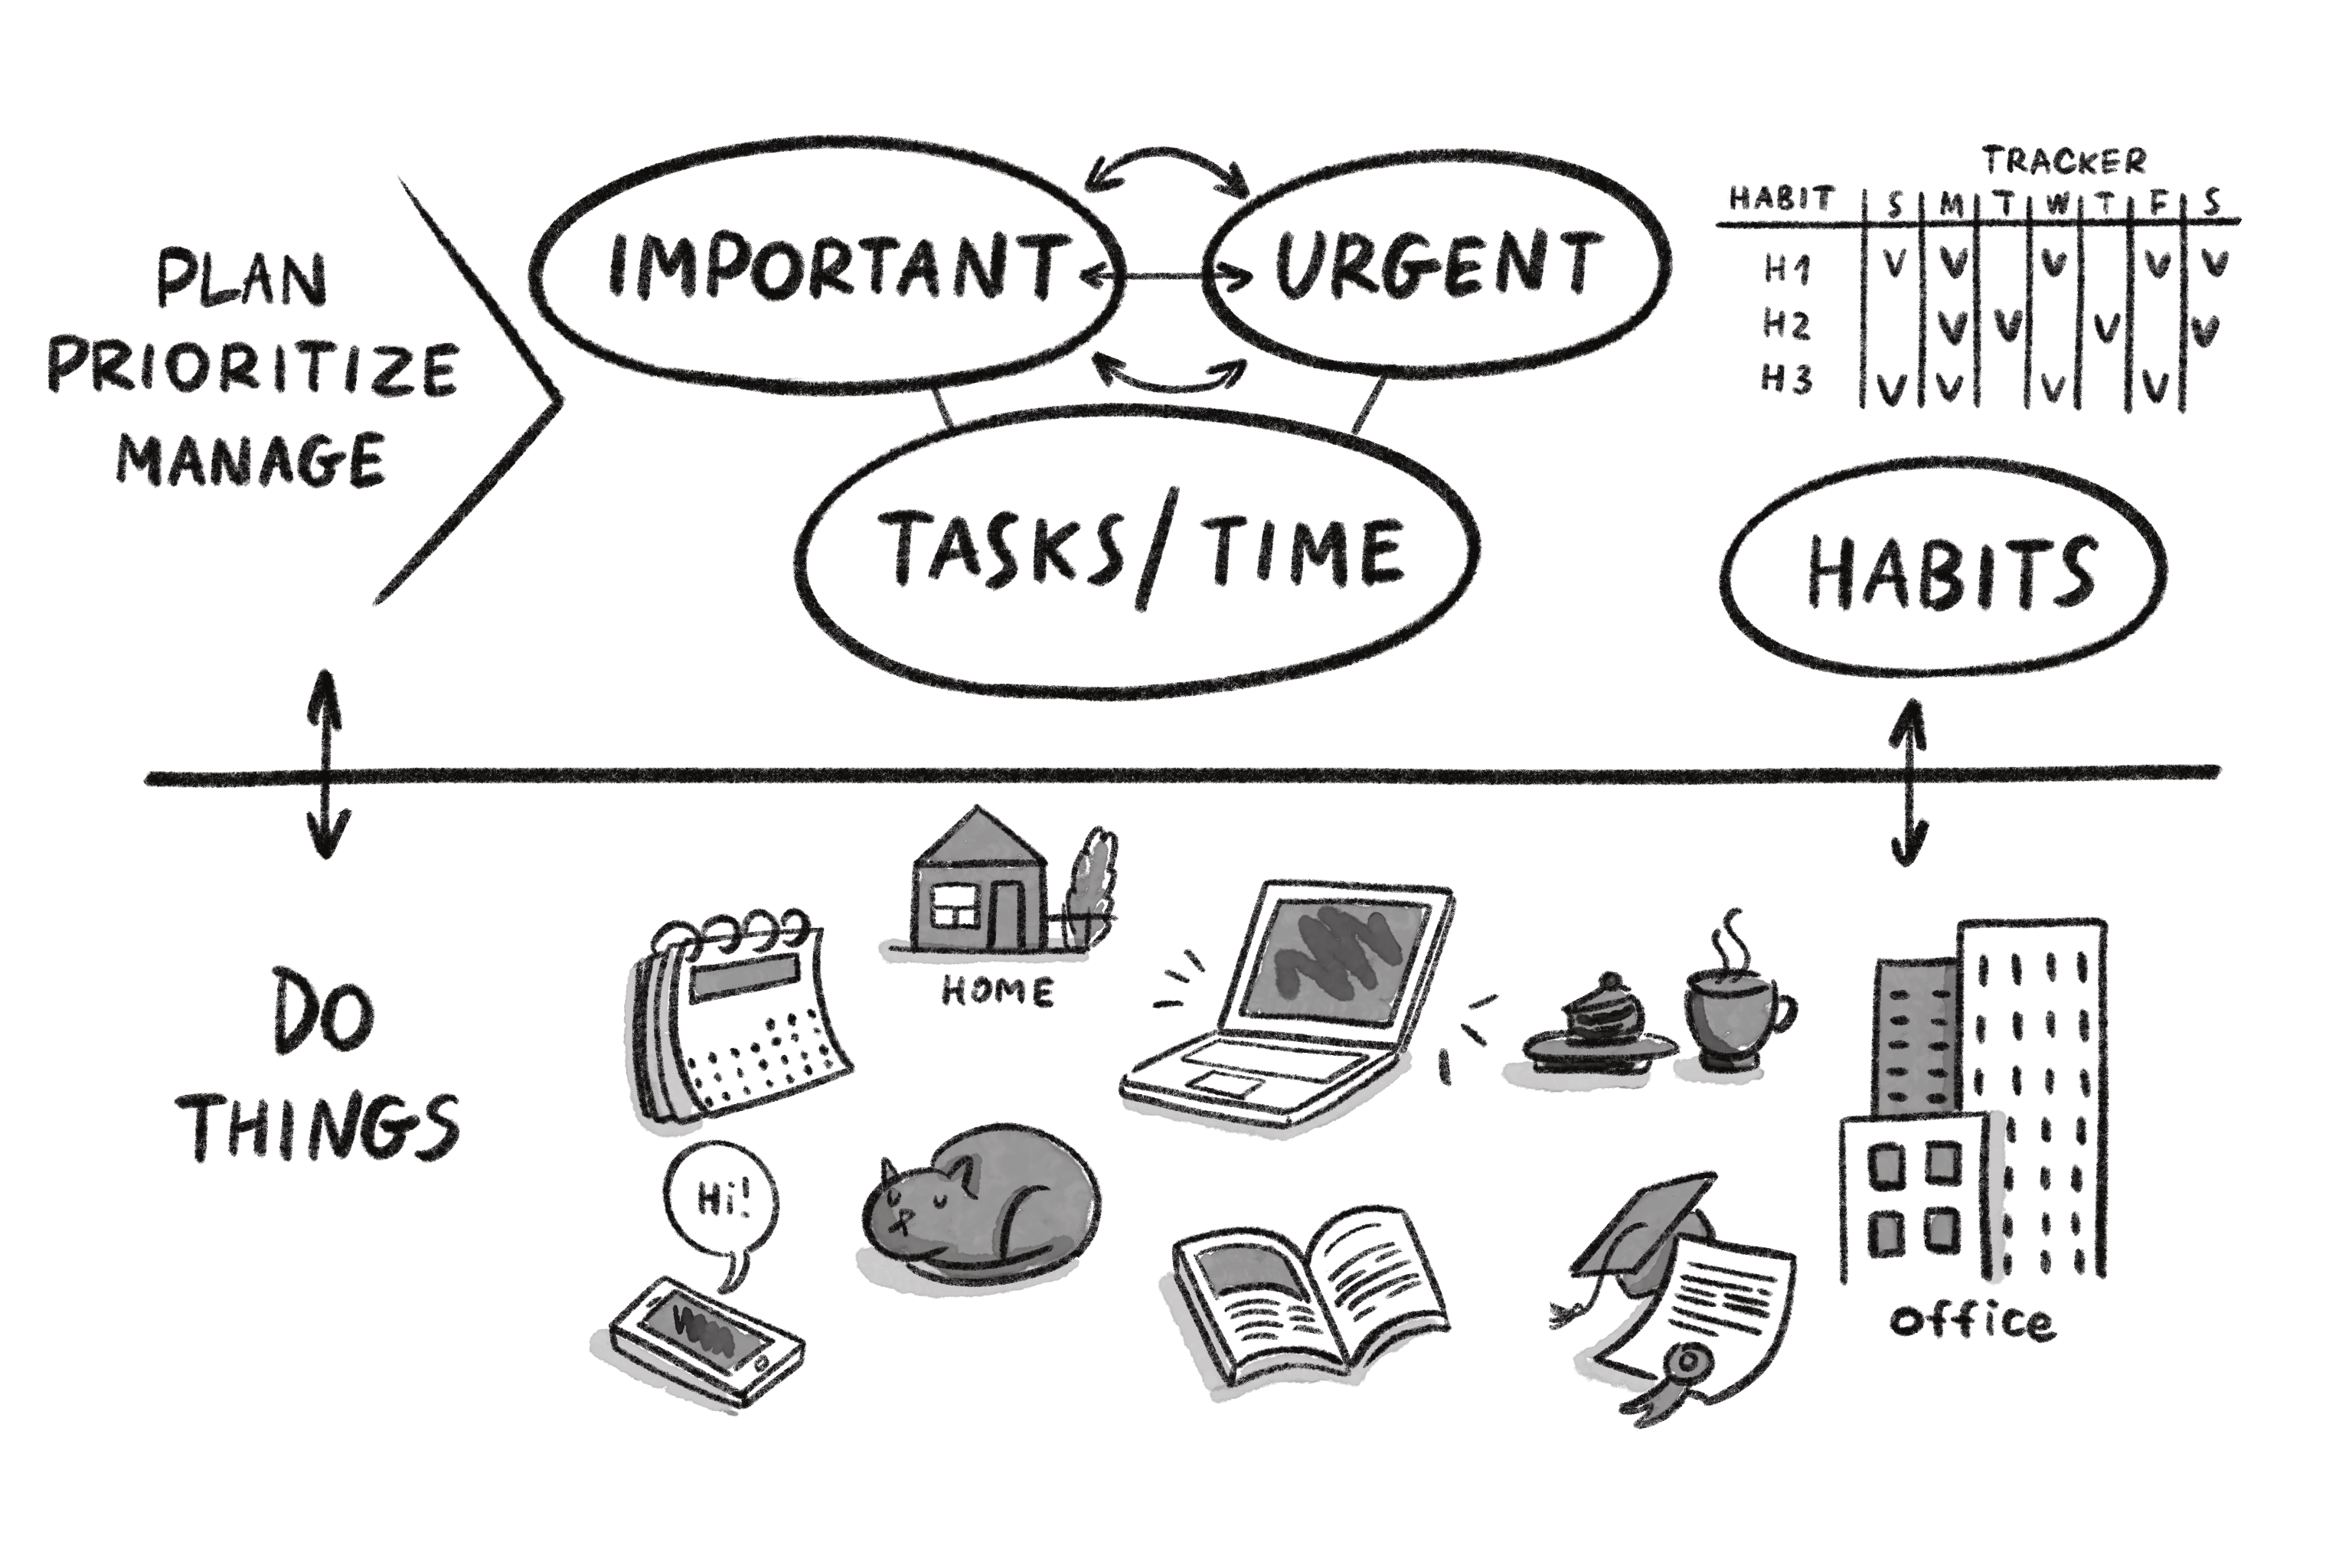 PLAN
PRIORITIZE
MANAGE
IMPORTANT
URGENT
TASKS/TIME
TRACKER
HABIT S M T W T F S
H1 V V V V V
H2 V V V V
H3 V V V V
HABITS
DO
THINGS
HOME
Hi!
office